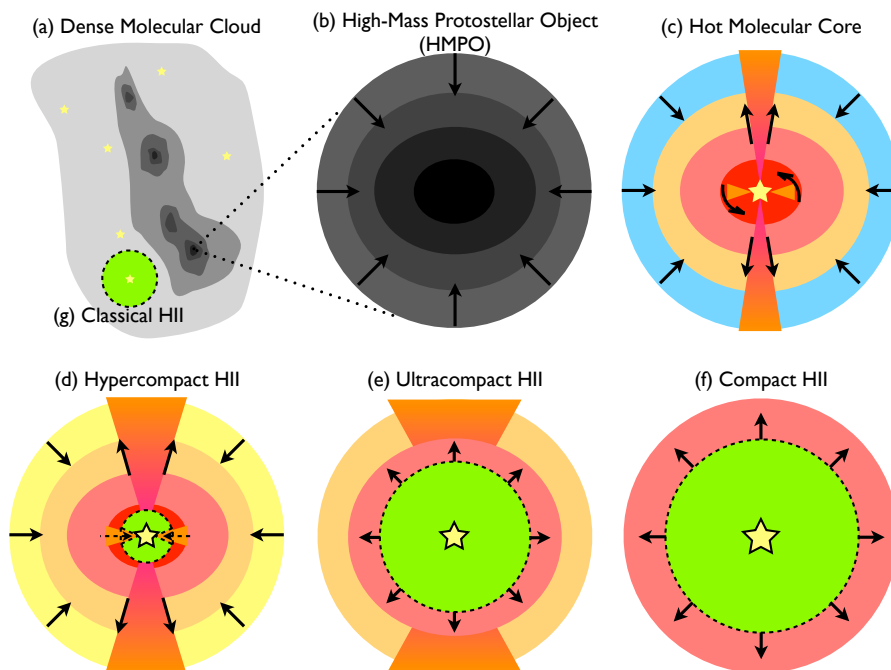 (a) Dense Molecular Cloud
(b) High-Mass Protostellar Object
(HMPO)
(c) Hot Molecular Core
(g) Classical HII
(d) Hypercompact HII
(e) Ultracompact HII
(f) Compact HII